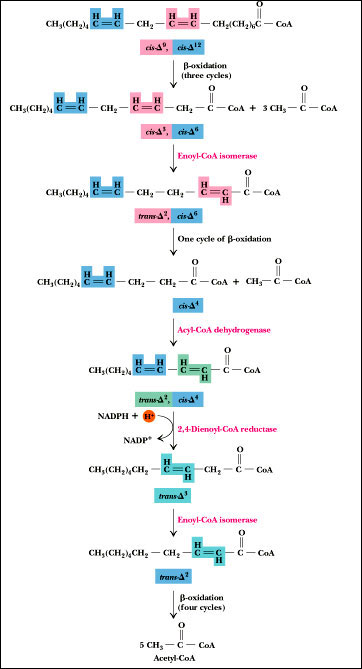 H H H H O
CH₃(CH₂)₄ C═C CH₂ C═C CH₂(CH₂)₆C CoA
cis-Δ⁹, cis-Δ¹²
β-oxidation
(three cycles)
H H H H O O
CH₃(CH₂)₄ C═C CH₂ C═C CH₂ C CoA + 3 CH₃ C CoA
cis-Δ³, cis-Δ⁶
Enoyl-CoA isomerase
H H H O
CH₃(CH₂)₄ C═C CH₂ CH₂ C═C C CoA
H
trans-Δ², cis-Δ⁶
One cycle of β-oxidation
H H O O
CH₃(CH₂)₄ C═C CH₂ CH₂ C CoA + CH₃ C CoA
cis-Δ⁴
Acyl-CoA dehydrogenase
H H H O
CH₃(CH₂)₄ C═C C═C C CoA
H
trans-Δ², cis-Δ⁴
NADPH + H⁺
2,4-Dienoyl-CoA reductase
NADP⁺
H O
CH₃(CH₂)₄CH₂ C═C CH₂ C CoA
H
trans-Δ³
Enoyl-CoA isomerase
H O
CH₃(CH₂)₄CH₂ CH₂ C═C C CoA
H
trans-Δ²
β-oxidation
(four cycles)
O
5 CH₃ C CoA
Acetyl-CoA